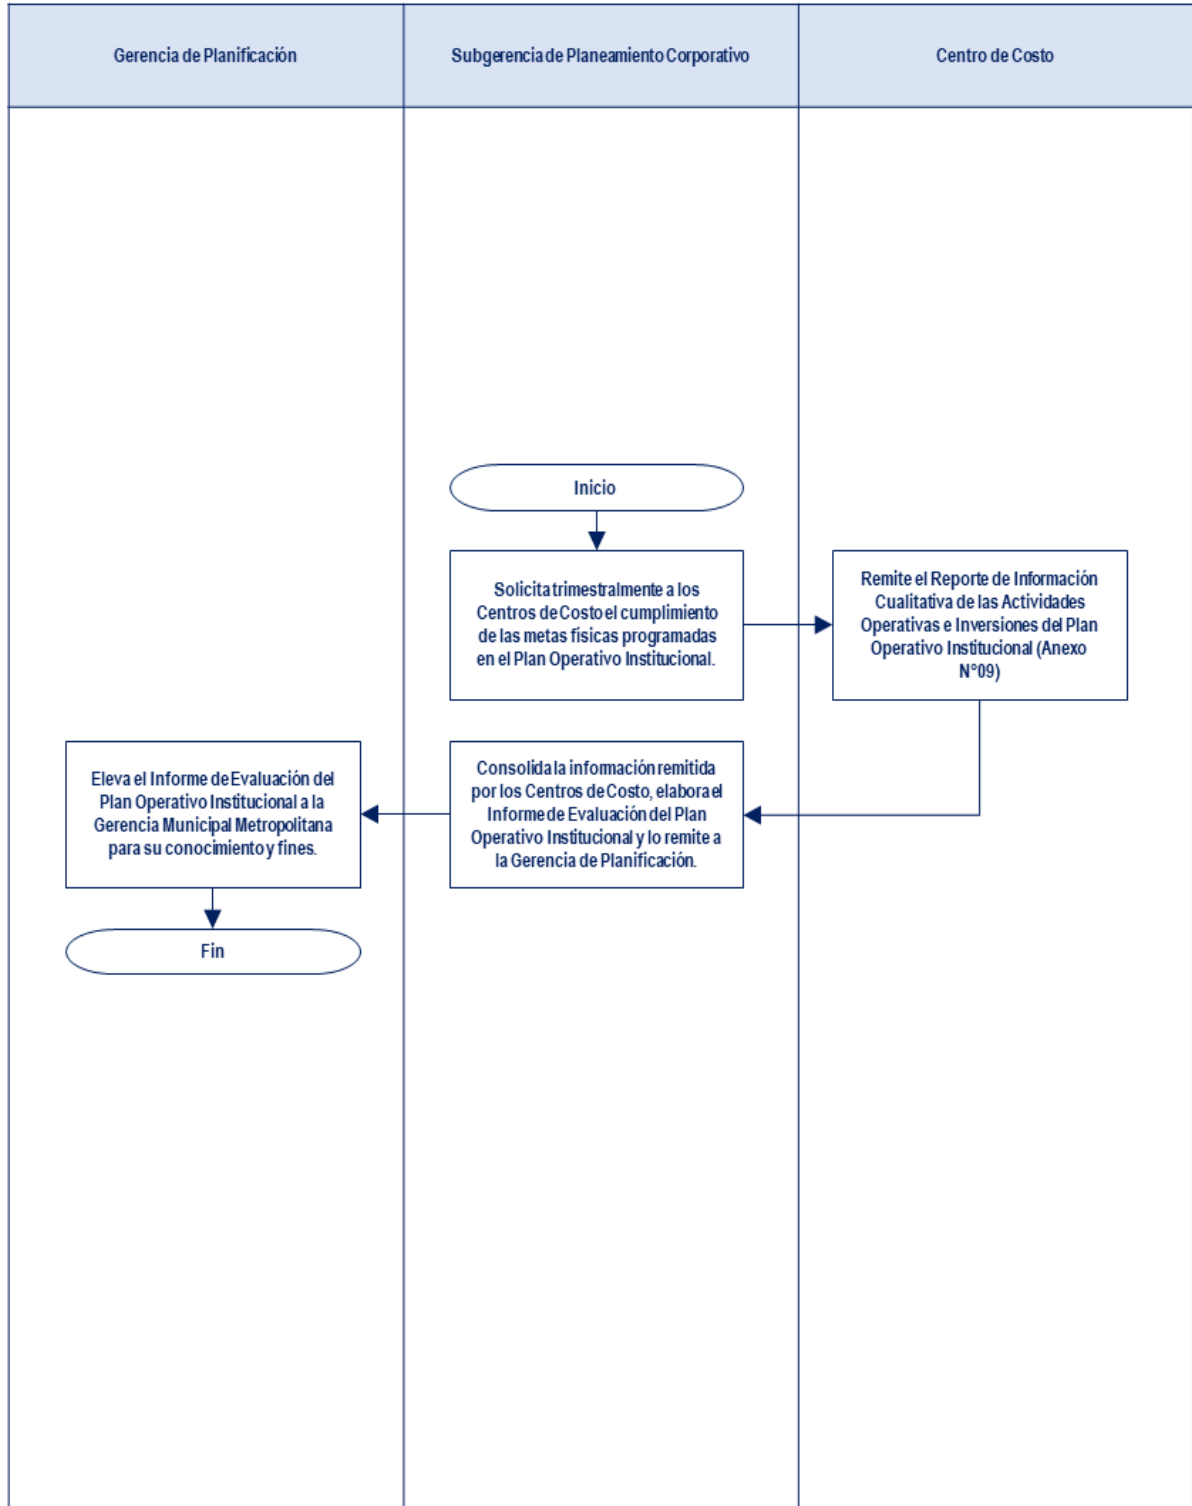 Gerencia de Planificación
Subgerencia de Planeamiento Corporativo
Centro de Costo
Inicio
Solicita trimestralmente a los
Centros de Costo el cumplimiento
de las metas físicas programadas
en el Plan Operativo Institucional.
Remite el Reporte de Información
Cualitativa de las Actividades
Operativas e Inversiones del Plan
Operativo Institucional (Anexo
N°09)
Consolida la información remitida
por los Centros de Costo, elabora el
Informe de Evaluación del Plan
Operativo Institucional y lo remite a
la Gerencia de Planificación.
Eleva el Informe de Evaluación del
Plan Operativo Institucional a la
Gerencia Municipal Metropolitana
para su conocimiento y fines.
Fin